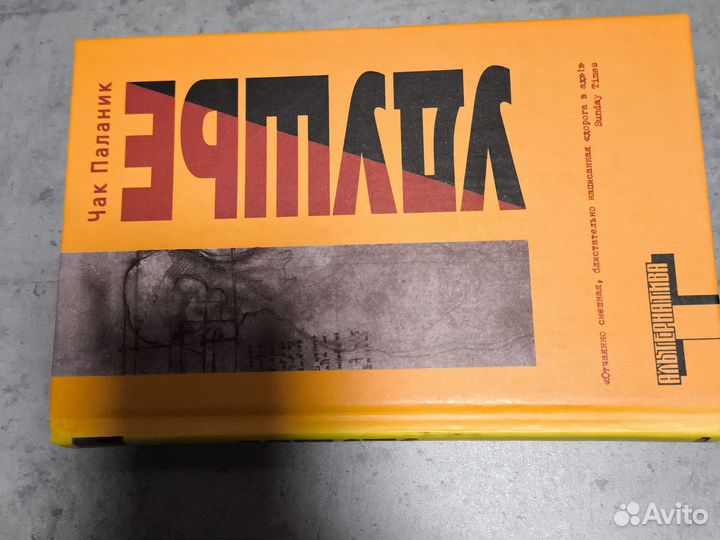 Чак Паланик
УДУШЬЕ
«Отчаянно смешная, блистательно написанная «дорога в ад»!»
Sunday Times
АЛЬТЕРНАТИВА
Avito